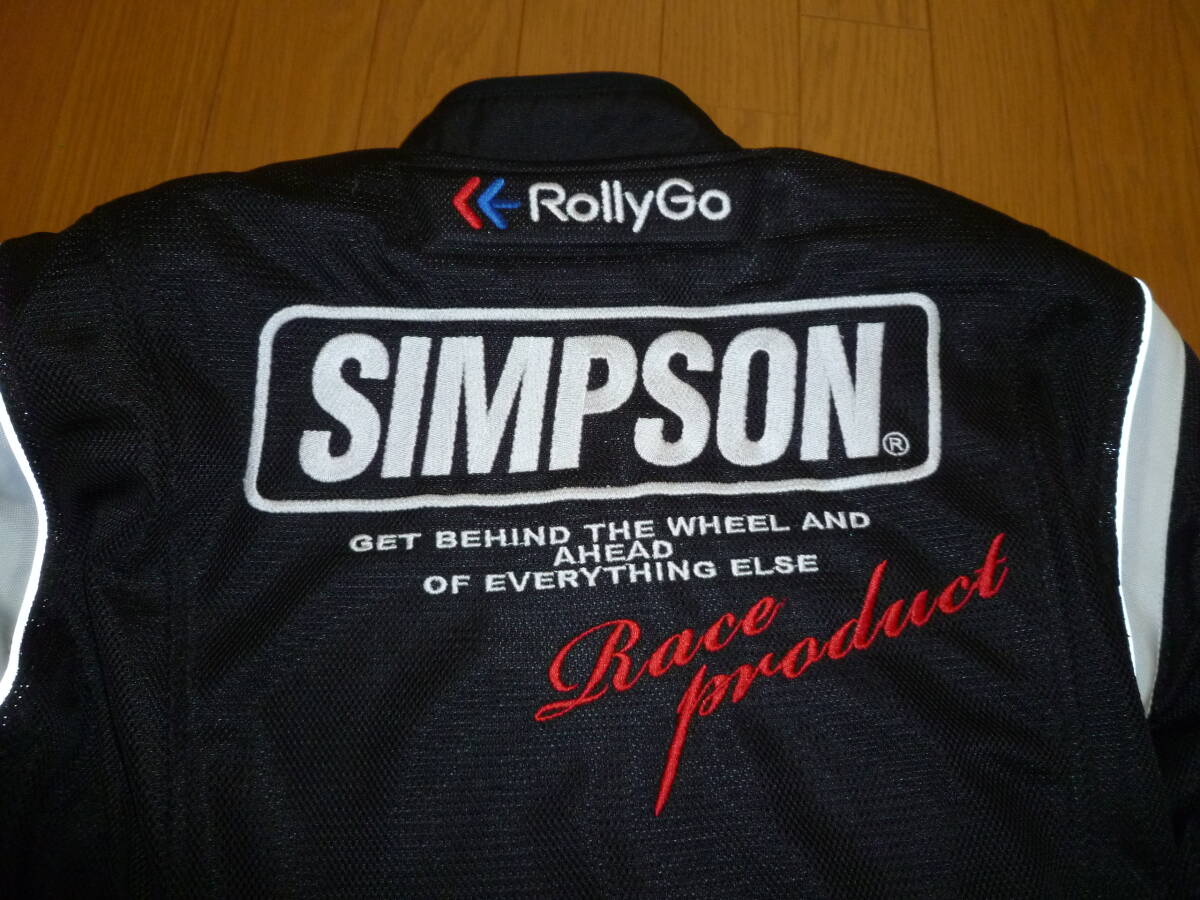 RollyGo
SIMPSON®
GET BEHIND THE WHEEL AND
AHEAD
OF EVERYTHING ELSE
Race
product